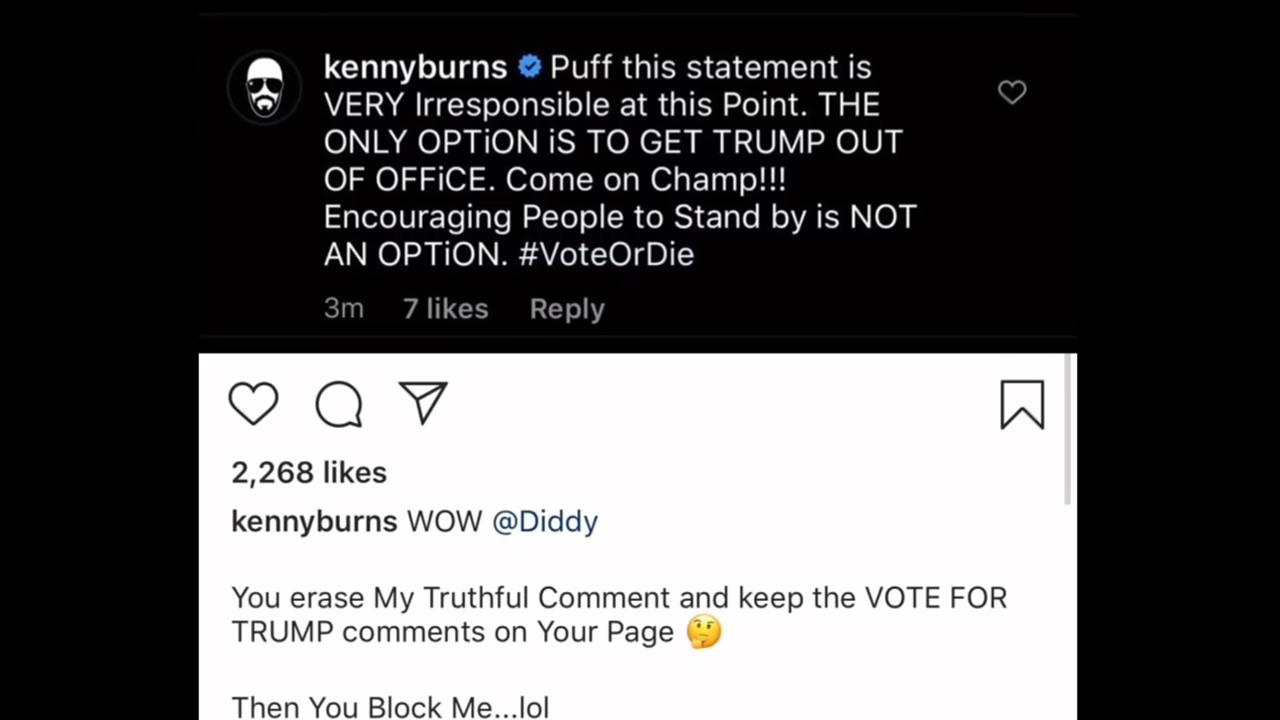 kennyburns Puff this statement is
VERY Irresponsible at this Point. THE
ONLY OPTiON iS TO GET TRUMP OUT
OF OFFiCE. Come on Champ!!!
Encouraging People to Stand by is NOT
AN OPTiON. #VoteOrDie
3m 7 likes Reply
2,268 likes
kennyburns WOW @Diddy
You erase My Truthful Comment and keep the VOTE FOR
TRUMP comments on Your Page 🤔
Then You Block Me...lol